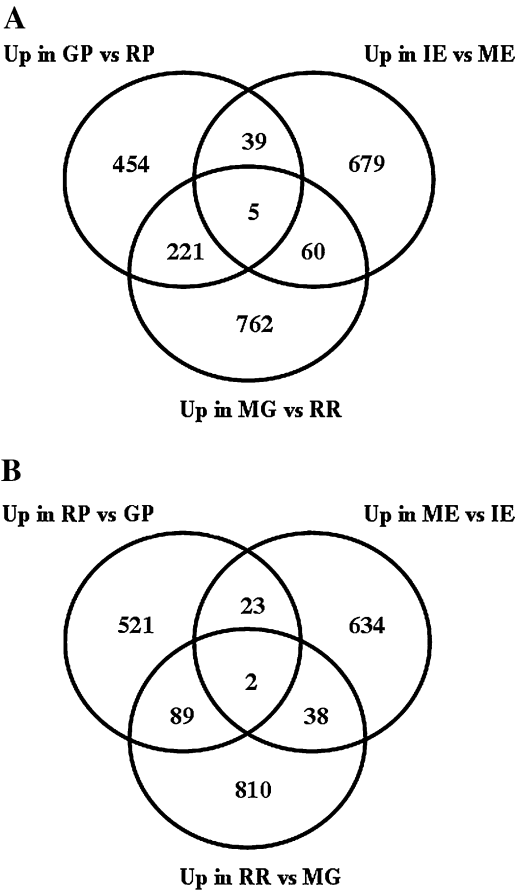 A
Up in GP vs RP Up in IE vs ME
39
454 679
5
221 60
762
Up in MG vs RR
B
Up in RP vs GP Up in ME vs IE
23
521 634
2
89 38
810
Up in RR vs MG